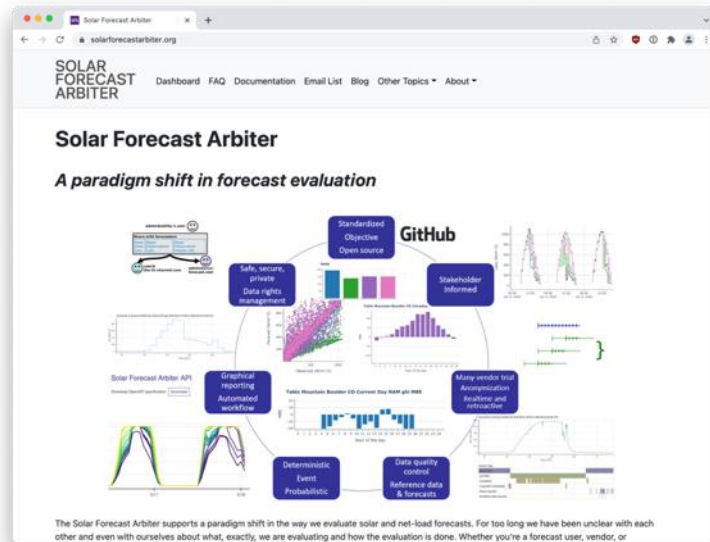 Solar Forecast Arbiter
solarforecastarbiter.org
SOLAR
FORECAST
ARBITER
Dashboard FAQ Documentation Email List Blog Other Topics About
Solar Forecast Arbiter
A paradigm shift in forecast evaluation
Standardized
Objective
Open source
GitHub
Safe, secure,
private
Data rights
management
Stakeholder
Informed
Graphical
reporting
Automated
workflow
Solar Forecast Arbiter API
Many vendor trial
Anonymization
Realtime and
retroactive
Table Mountain Boulder CO Current Day NAM ghi MBE
Hour of the day
Deterministic
Event
Probabilistic
Data quality
control
Reference data
& forecasts
The Solar Forecast Arbiter supports a paradigm shift in the way we evaluate solar and net-load forecasts. For too long we have been unclear with each
other and even with ourselves about what, exactly, we are evaluating and how the evaluation is done. Whether you're a forecast user, vendor, or